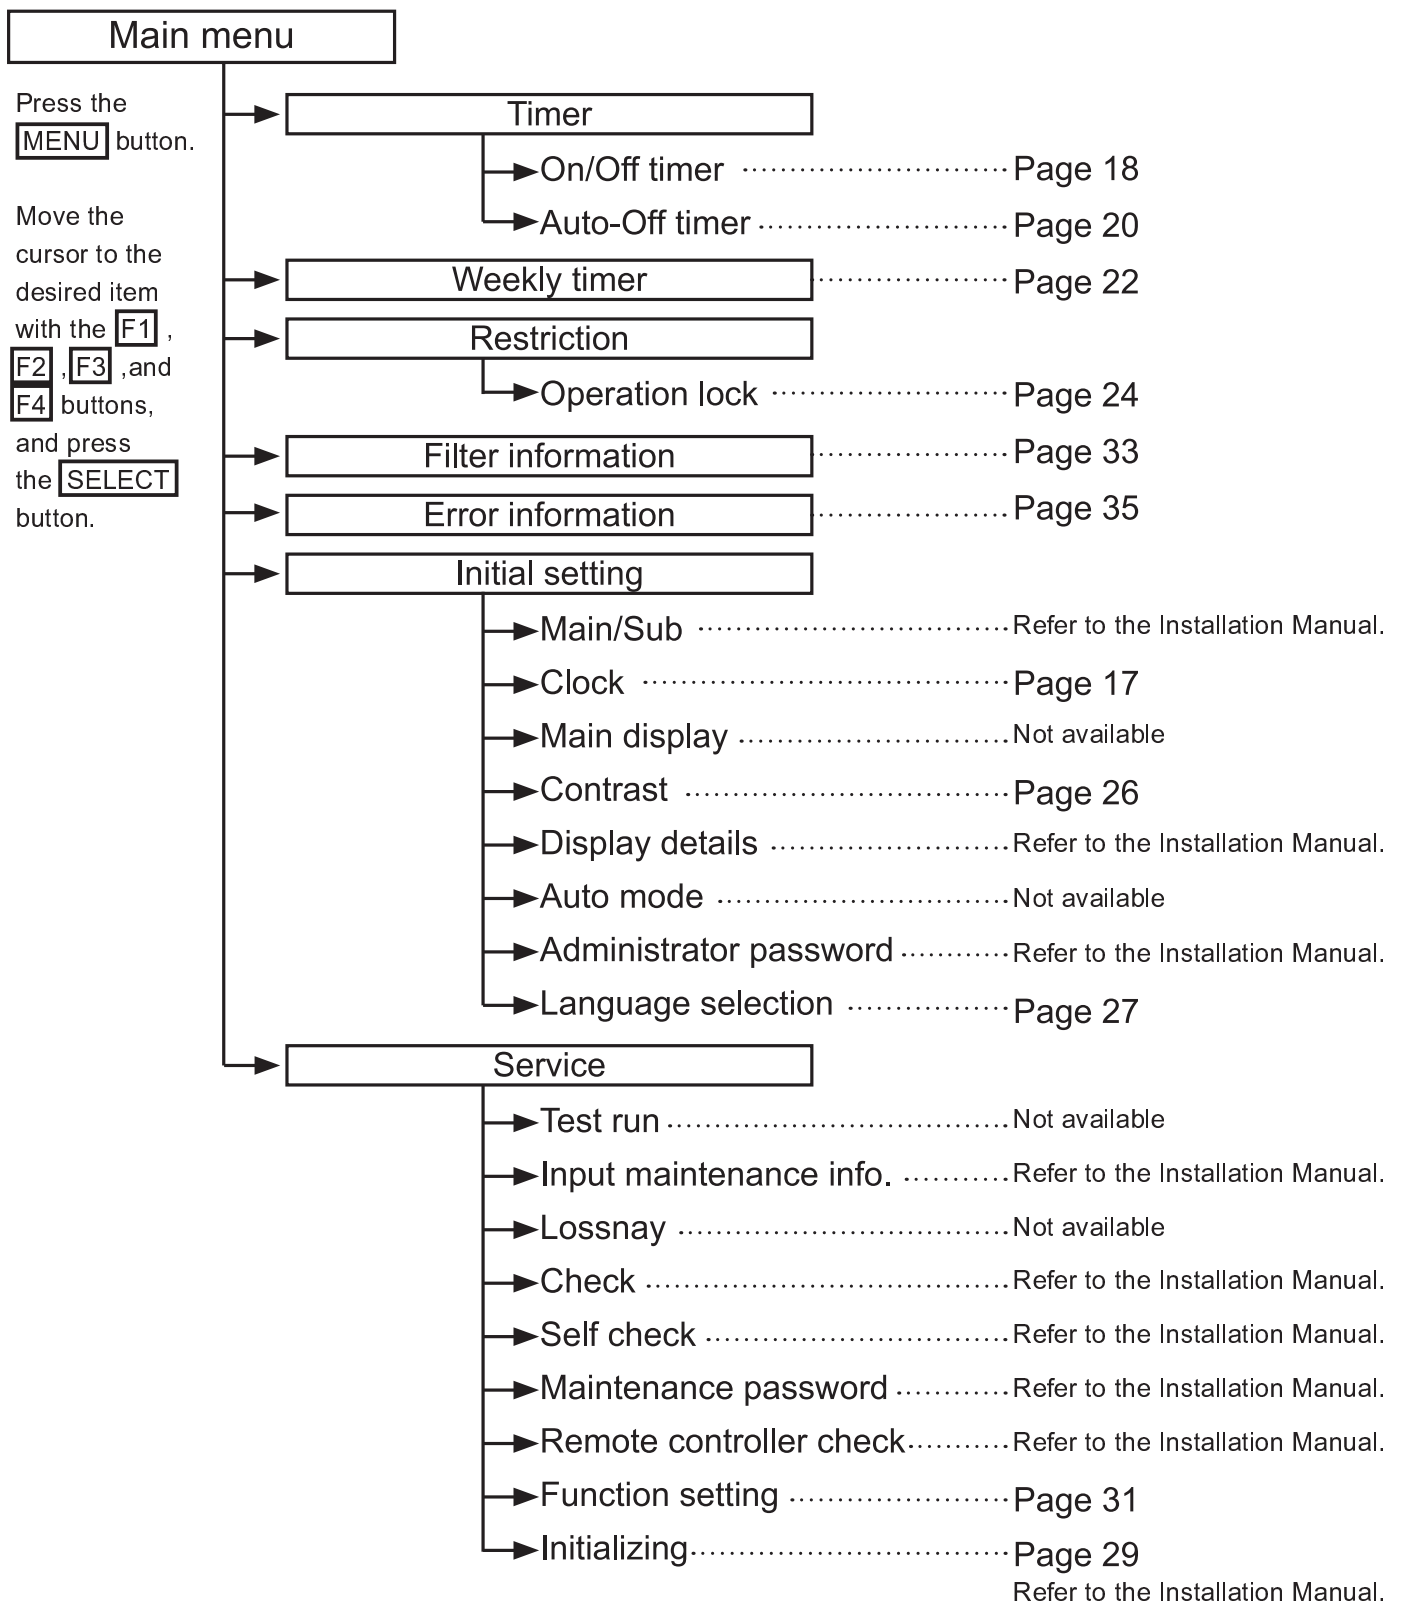 Main menu
Press the
MENU button.
Move the
cursor to the
desired item
with the F1 ,
F2 , F3 ,and
F4 buttons,
and press
the SELECT
button.
Timer
On/Off timer Page 18
Auto-Off timer Page 20
Weekly timer Page 22
Restriction
Operation lock Page 24
Filter information Page 33
Error information Page 35
Initial setting
Main/Sub Refer to the Installation Manual.
Clock Page 17
Main display Not available
Contrast Page 26
Display details Refer to the Installation Manual.
Auto mode Not available
Administrator password Refer to the Installation Manual.
Language selection Page 27
Service
Test run Not available
Input maintenance info. Refer to the Installation Manual.
Lossnay Not available
Check Refer to the Installation Manual.
Self check Refer to the Installation Manual.
Maintenance password Refer to the Installation Manual.
Remote controller check Refer to the Installation Manual.
Function setting Page 31
Initializing Page 29
Refer to the Installation Manual.